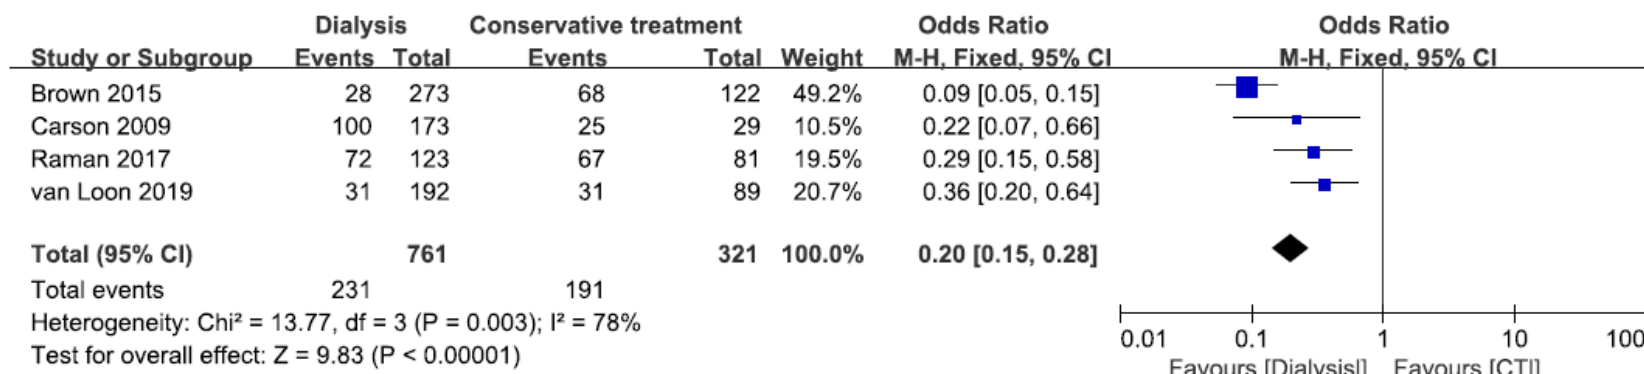 Dialysis Conservative treatment Odds Ratio Odds Ratio
Study or Subgroup Events Total Events Total Weight M-H, Fixed, 95% CI M-H, Fixed, 95% CI
Brown 2015 28 273 68 122 49.2% 0.09 [0.05, 0.15]
Carson 2009 100 173 25 29 10.5% 0.22 [0.07, 0.66]
Raman 2017 72 123 67 81 19.5% 0.29 [0.15, 0.58]
van Loon 2019 31 192 31 89 20.7% 0.36 [0.20, 0.64]
Total (95% CI) 761 321 100.0% 0.20 [0.15, 0.28]
Total events 231 191
Heterogeneity: Chi² = 13.77, df = 3 (P = 0.003); I² = 78%
Test for overall effect: Z = 9.83 (P < 0.00001)
0.01 0.1 1 10 100
Favours [Dialysis]] Favours [CT]]